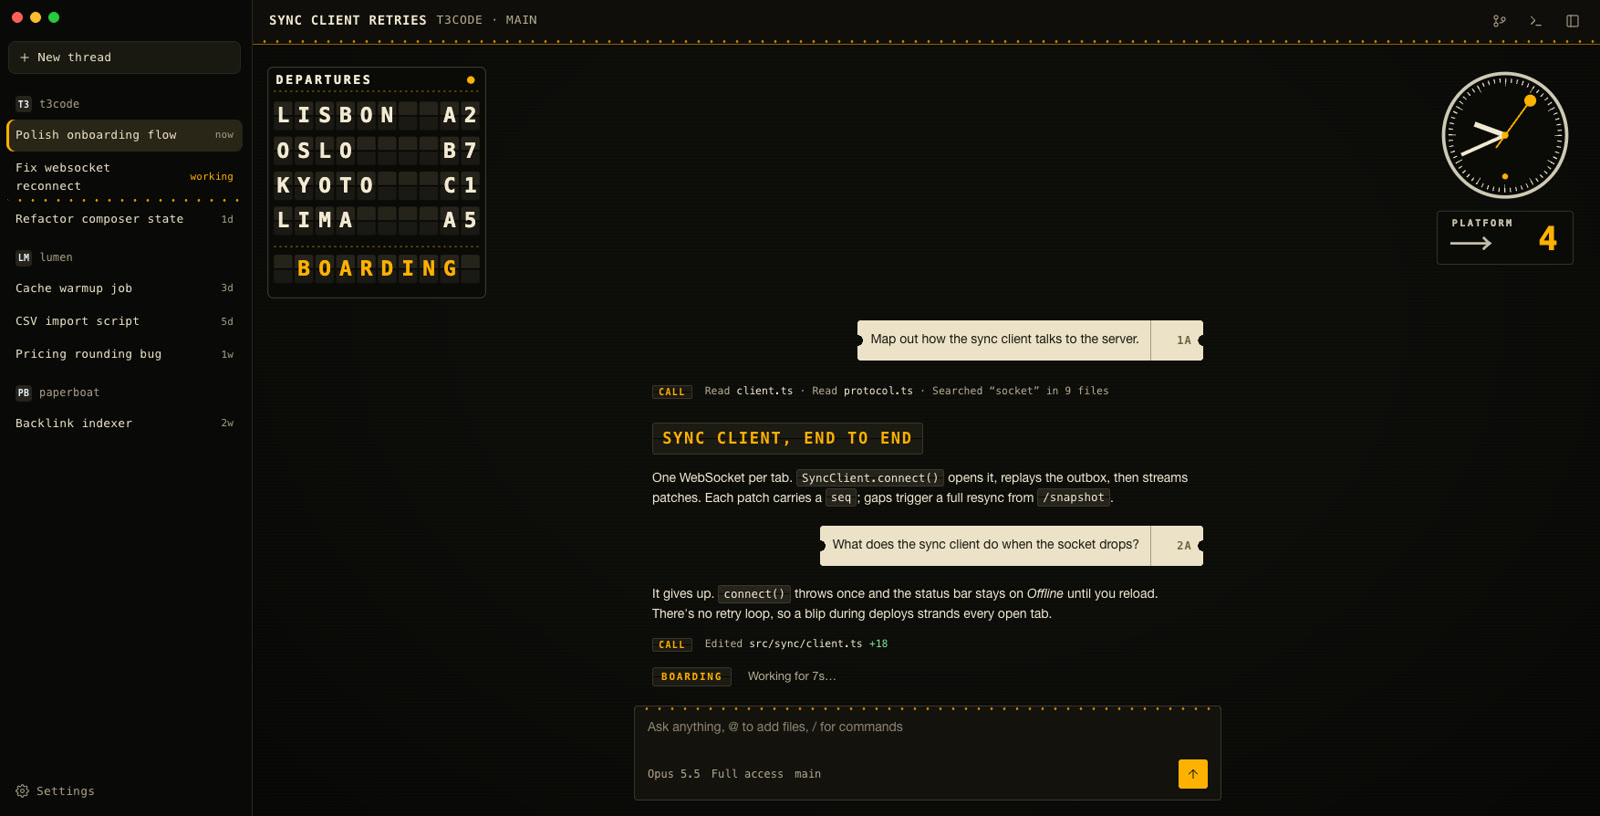 New thread
T3 t3code
Polish onboarding flow now
Fix websocket
reconnect
working
Refactor composer state 1d
LM lumen
Cache warmup job 3d
CSV import script 5d
Pricing rounding bug 1w
PB paperboat
Backlink indexer 2w
Settings
SYNC CLIENT RETRIES T3CODE · MAIN
DEPARTURES
LISBON A2
OSLO B7
KYOTO C1
LIMA A5
BOARDING
PLATFORM
4
Map out how the sync client talks to the server. 1A
CALL Read client.ts · Read protocol.ts · Searched “socket” in 9 files
SYNC CLIENT, END TO END
One WebSocket per tab. SyncClient.connect() opens it, replays the outbox, then streams
patches. Each patch carries a seq; gaps trigger a full resync from /snapshot.
What does the sync client do when the socket drops? 2A
It gives up. connect() throws once and the status bar stays on Offline until you reload.
There’s no retry loop, so a blip during deploys strands every open tab.
CALL Edited src/sync/client.ts +18
BOARDING Working for 7s…
Ask anything, @ to add files, / for commands
Opus 5.5 Full access main